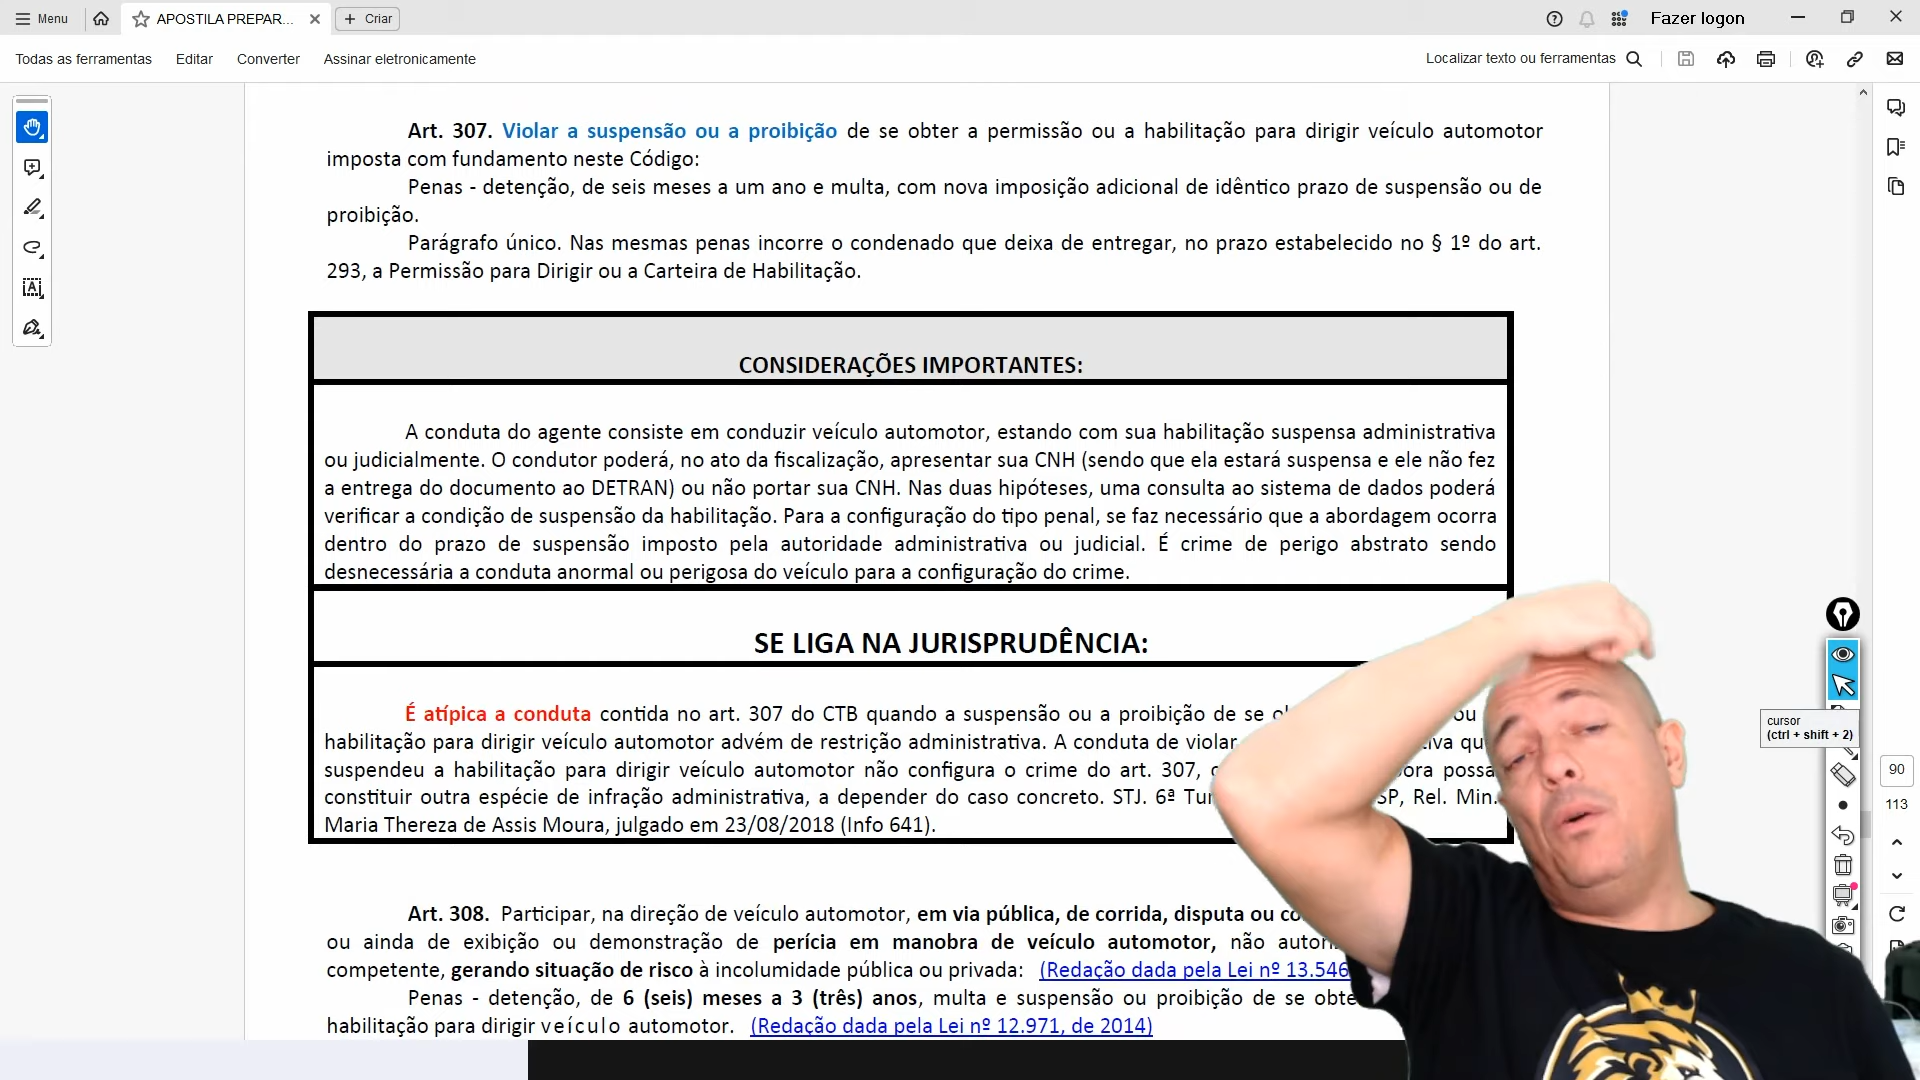 Menu
APOSTILA PREPAR...
Criar
Fazer logon
Todas as ferramentas
Editar
Converter
Assinar eletronicamente
Localizar texto ou ferramentas
Art. 307. Violar a suspensão ou a proibição de se obter a permissão ou a habilitação para dirigir veículo automotor
imposta com fundamento neste Código:
Penas - detenção, de seis meses a um ano e multa, com nova imposição adicional de idêntico prazo de suspensão ou de
proibição.
Parágrafo único. Nas mesmas penas incorre o condenado que deixa de entregar, no prazo estabelecido no § 1º do art.
293, a Permissão para Dirigir ou a Carteira de Habilitação.
CONSIDERAÇÕES IMPORTANTES:
A conduta do agente consiste em conduzir veículo automotor, estando com sua habilitação suspensa administrativa
ou judicialmente. O condutor poderá, no ato da fiscalização, apresentar sua CNH (sendo que ela estará suspensa e ele não fez
a entrega do documento ao DETRAN) ou não portar sua CNH. Nas duas hipóteses, uma consulta ao sistema de dados poderá
verificar a condição de suspensão da habilitação. Para a configuração do tipo penal, se faz necessário que a abordagem ocorra
dentro do prazo de suspensão imposto pela autoridade administrativa ou judicial. É crime de perigo abstrato sendo
desnecessária a conduta anormal ou perigosa do veículo para a configuração do crime.
SE LIGA NA JURISPRUDÊNCIA:
É atípica a conduta contida no art. 307 do CTB quando a suspensão ou a proibição de se ou
habilitação para dirigir veículo automotor advém de restrição administrativa. A conduta de violar
suspendeu a habilitação para dirigir veículo automotor não configura o crime do art. 307, possa
constituir outra espécie de infração administrativa, a depender do caso concreto. STJ. 6ª SP, Rel. Min.
Maria Thereza de Assis Moura, julgado em 23/08/2018 (Info 641).
Art. 308. Participar, na direção de veículo automotor, em via pública, de corrida, disputa ou
ou ainda de exibição ou demonstração de perícia em manobra de veículo automotor, não
competente, gerando situação de risco à incolumidade pública ou privada: (Redação dada pela Lei nº 13.546
Penas - detenção, de 6 (seis) meses a 3 (três) anos, multa e suspensão ou proibição de se
habilitação para dirigir veículo automotor. (Redação dada pela Lei nº 12.971, de 2014)
cursor
(ctrl + shift + 2)
90
113